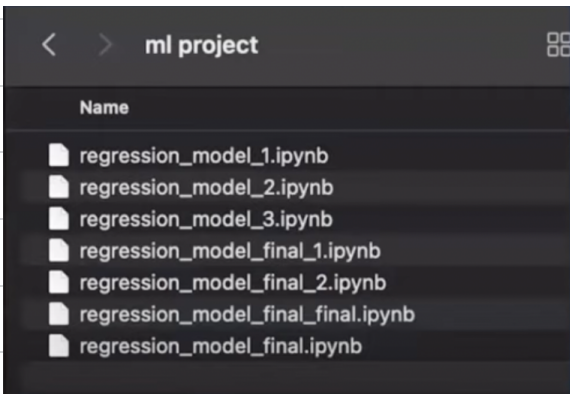 ml project
Name
regression_model_1.ipynb
regression_model_2.ipynb
regression_model_3.ipynb
regression_model_final_1.ipynb
regression_model_final_2.ipynb
regression_model_final_final.ipynb
regression_model_final.ipynb